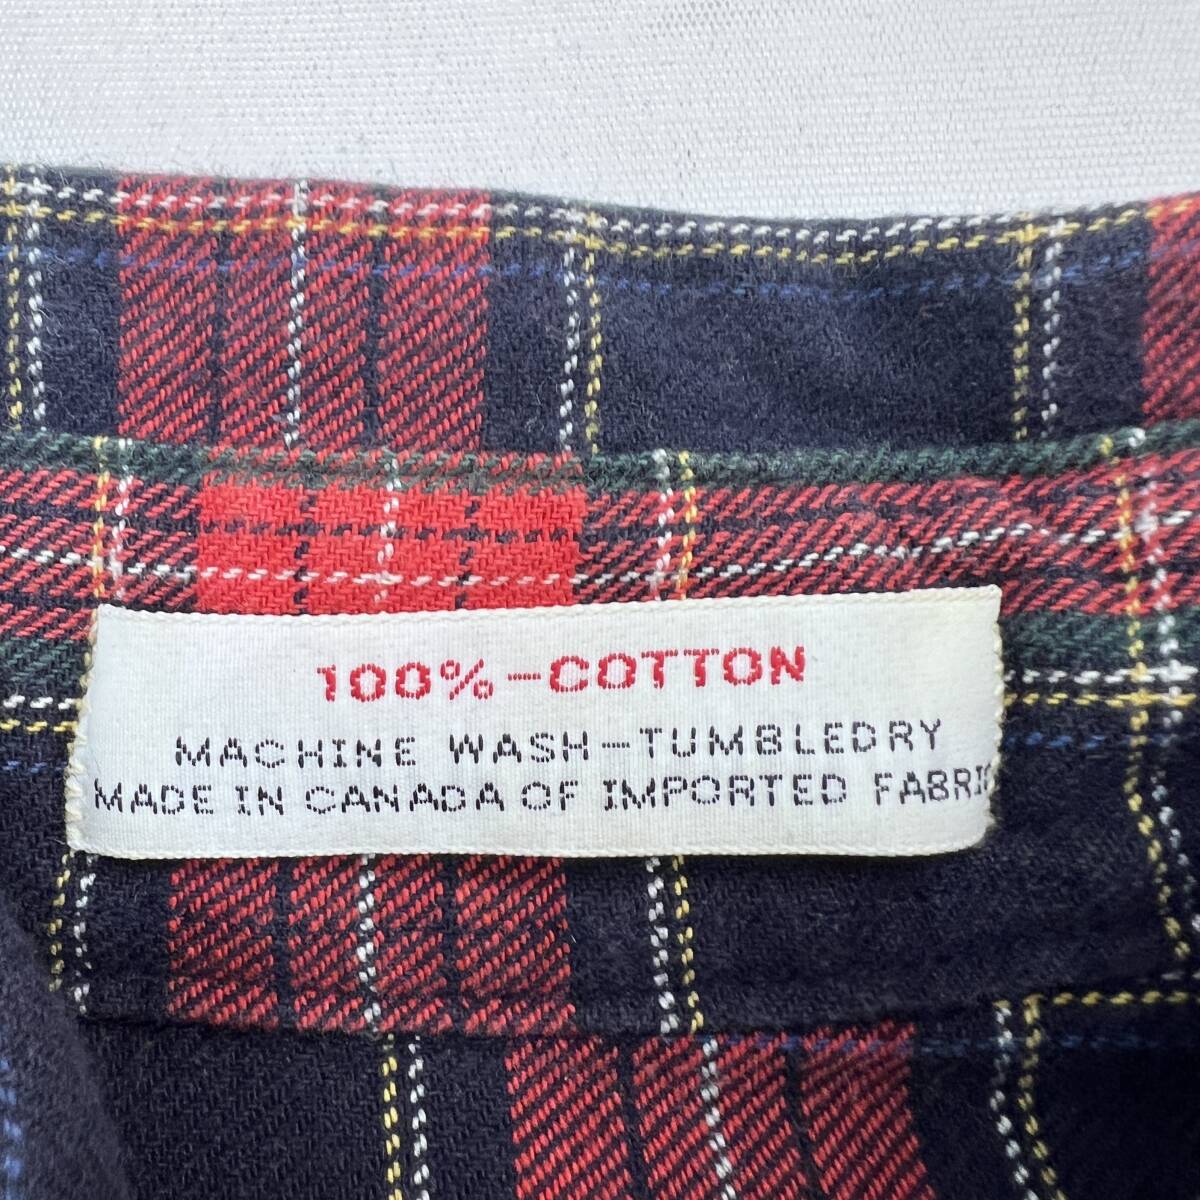 100%-COTTON
MACHINE WASH-TUMBLEDRY
MADE IN CANADA OF IMPORTED FABRIC